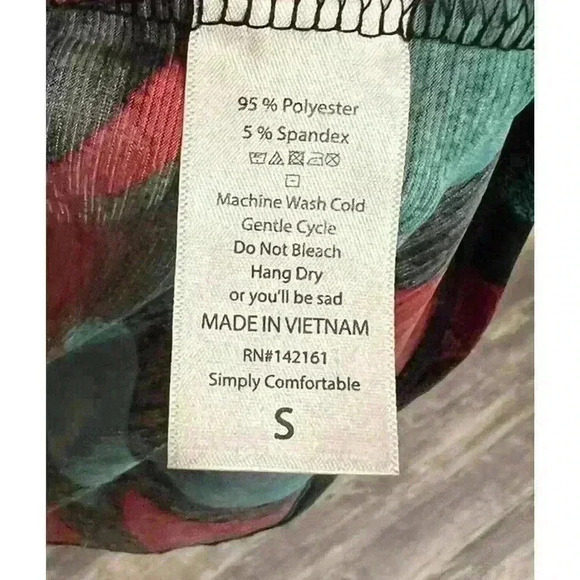 95 % Polyester
5 % Spandex
Machine Wash Cold
Gentle Cycle
Do Not Bleach
Hang Dry
or you'll be sad
MADE IN VIETNAM
RN#142161
Simply Comfortable
S